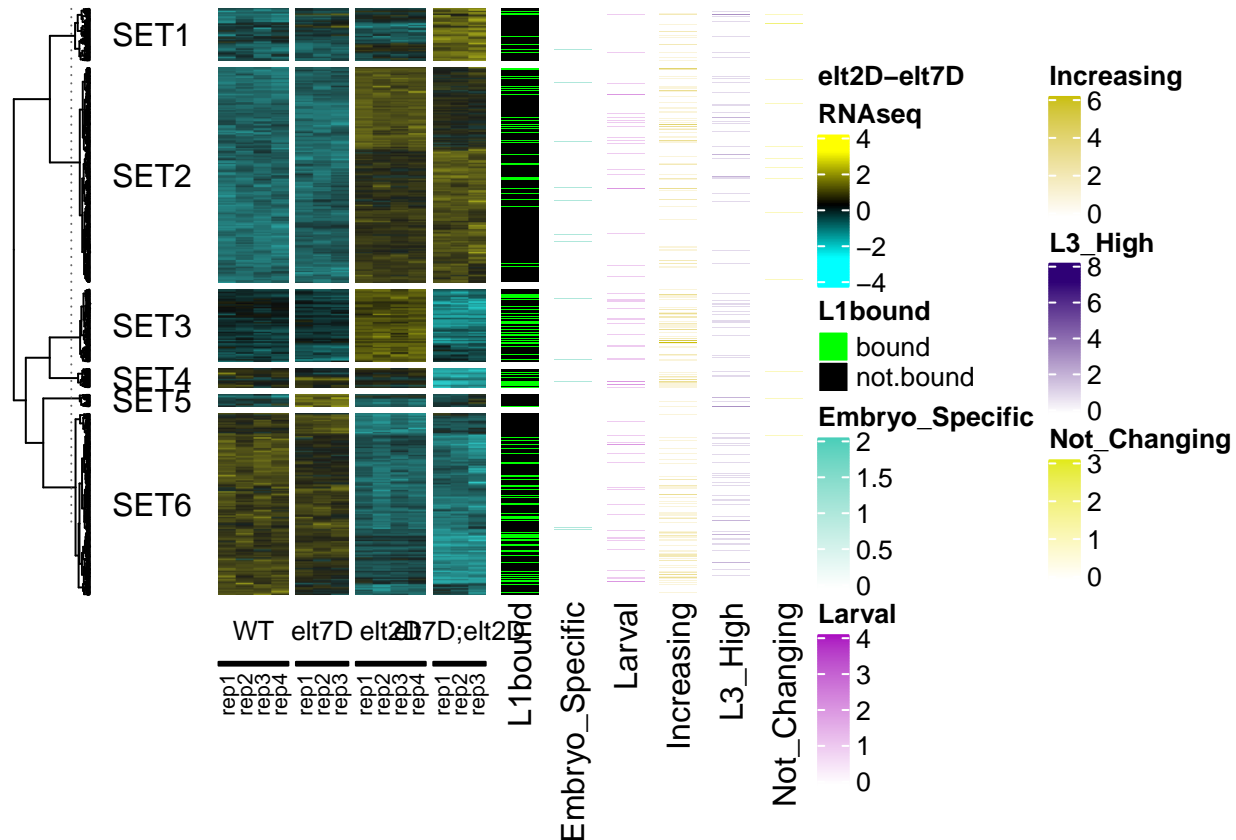 SET1
SET2
SET3
SET4
SET5
SET6
WT
elt7D
elt2D
elt7D;elt2D
rep1
rep2
rep3
rep4
rep1
rep2
rep3
rep1
rep2
rep3
rep4
rep1
rep2
rep3
L1bound
Embryo_Specific
Larval
Increasing
L3_High
Not_Changing
elt2D-elt7D
RNAseq
4
2
0
−2
−4
L1bound
bound
not.bound
Embryo_Specific
2
1.5
1
0.5
0
Larval
4
3
2
1
0
Increasing
6
4
2
0
L3_High
8
6
4
2
0
Not_Changing
3
2
1
0